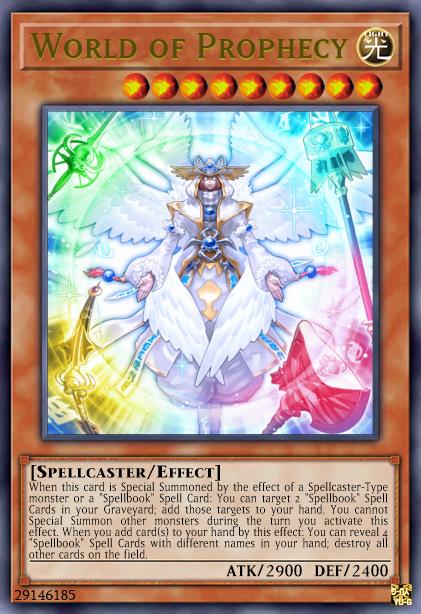 WORLD OF PROPHECY
LIGHT
光
[SPELLCASTER/EFFECT]
When this card is Special Summoned by the effect of a Spellcaster-Type
monster or a "Spellbook" Spell Card: You can target 2 "Spellbook" Spell
Cards in your Graveyard; add those targets to your hand. You cannot
Special Summon other monsters during the turn you activate this
effect. When you add card(s) to your hand by this effect: You can reveal 4
"Spellbook" Spell Cards with different names in your hand; destroy all
other cards on the field.
ATK/2900 DEF/2400
29146185